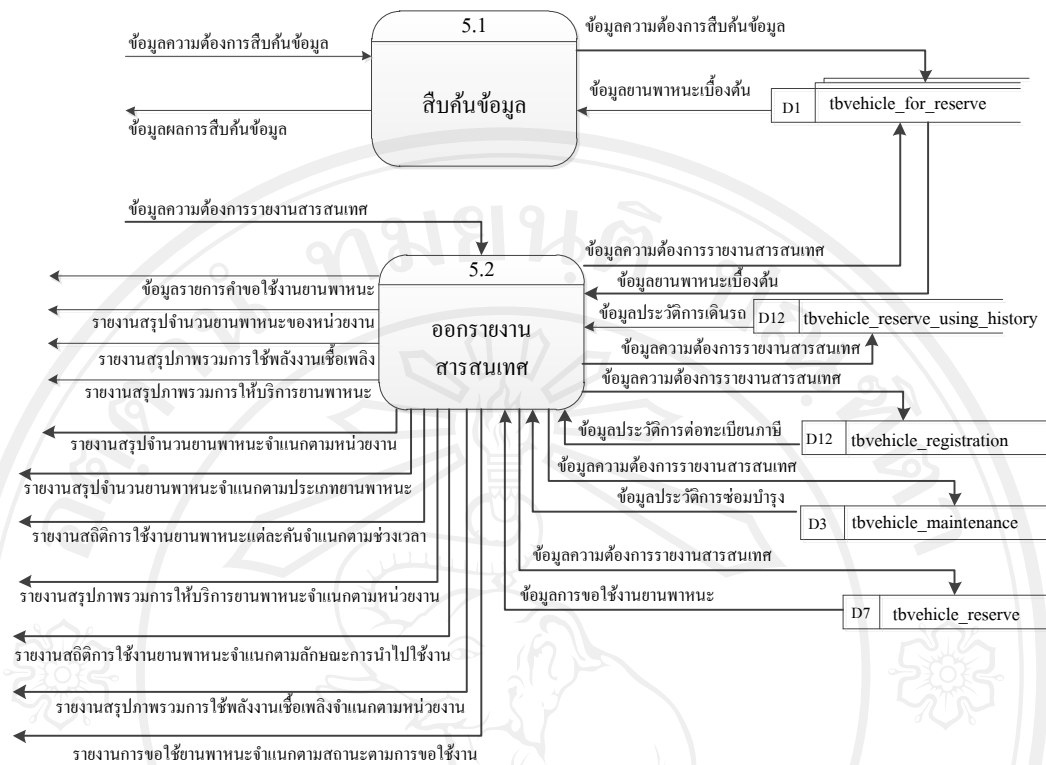 5.1
สืบค้นข้อมูล
ข้อมูลความต้องการสืบค้นข้อมูล
ข้อมูลผลการสืบค้นข้อมูล
ข้อมูลความต้องการสืบค้นข้อมูล
ข้อมูลยานพาหนะเบื้องต้น
D1 tbvehicle_for_reserve
ข้อมูลความต้องการรายงานสารสนเทศ
5.2
ออกรายงาน
สารสนเทศ
ข้อมูลความต้องการรายงานสารสนเทศ
ข้อมูลยานพาหนะเบื้องต้น
ข้อมูลประวัติการเดินรถ
D12 tbvehicle_reserve_using_history
ข้อมูลความต้องการรายงานสารสนเทศ
ข้อมูลความต้องการรายงานสารสนเทศ
ข้อมูลประวัติการต่อทะเบียนภาษี
D12 tbvehicle_registration
ข้อมูลความต้องการรายงานสารสนเทศ
ข้อมูลประวัติการซ่อมบำรุง
D3 tbvehicle_maintenance
ข้อมูลความต้องการรายงานสารสนเทศ
ข้อมูลการขอใช้งานยานพาหนะ
D7 tbvehicle_reserve
ข้อมูลรายการคำขอใช้งานยานพาหนะ
รายงานสรุปจำนวนยานพาหนะของหน่วยงาน
รายงานสรุปภาพรวมการใช้พลังงานเชื้อเพลิง
รายงานสรุปภาพรวมการให้บริการยานพาหนะ
รายงานสรุปจำนวนยานพาหนะจำแนกตามหน่วยงาน
รายงานสรุปจำนวนยานพาหนะจำแนกตามประเภทยานพาหนะ
รายงานสถิติการใช้งานยานพาหนะแต่ละคันจำแนกตามช่วงเวลา
รายงานสรุปภาพรวมการให้บริการยานพาหนะจำแนกตามหน่วยงาน
รายงานสถิติการใช้งานยานพาหนะจำแนกตามลักษณะการนำไปใช้งาน
รายงานสรุปภาพรวมการใช้พลังงานเชื้อเพลิงจำแนกตามหน่วยงาน
รายงานการขอใช้ยานพาหนะจำแนกตามสถานะตามการขอใช้งาน